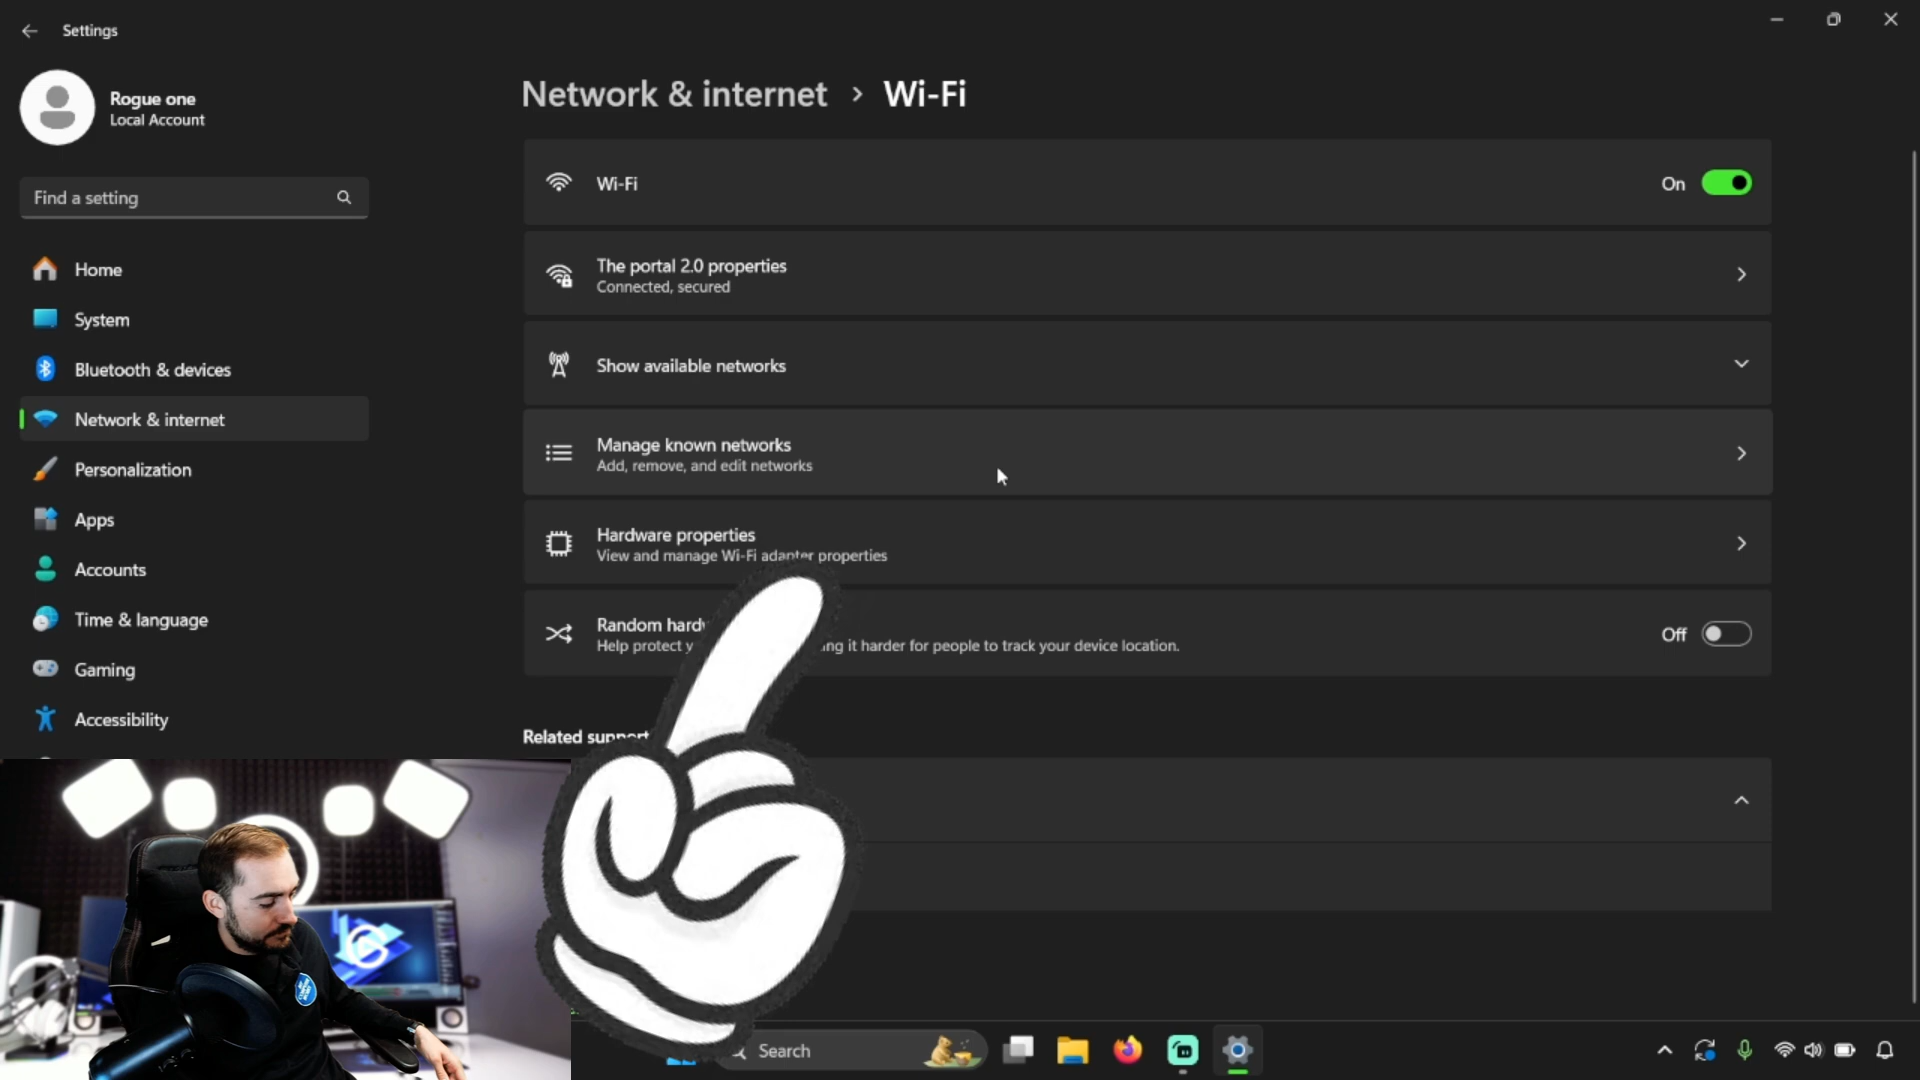 Settings
Rogue one
Local Account
Find a setting
Home
System
Bluetooth & devices
Network & internet
Personalization
Apps
Accounts
Time & language
Gaming
Accessibility
Network & internet > Wi-Fi
Wi-Fi
On
The portal 2.0 properties
Connected, secured
Show available networks
Manage known networks
Add, remove, and edit networks
Hardware properties
View and manage Wi-Fi adapter properties
Random
Off
Help protect it harder for people to track your device location.
Related support
Search